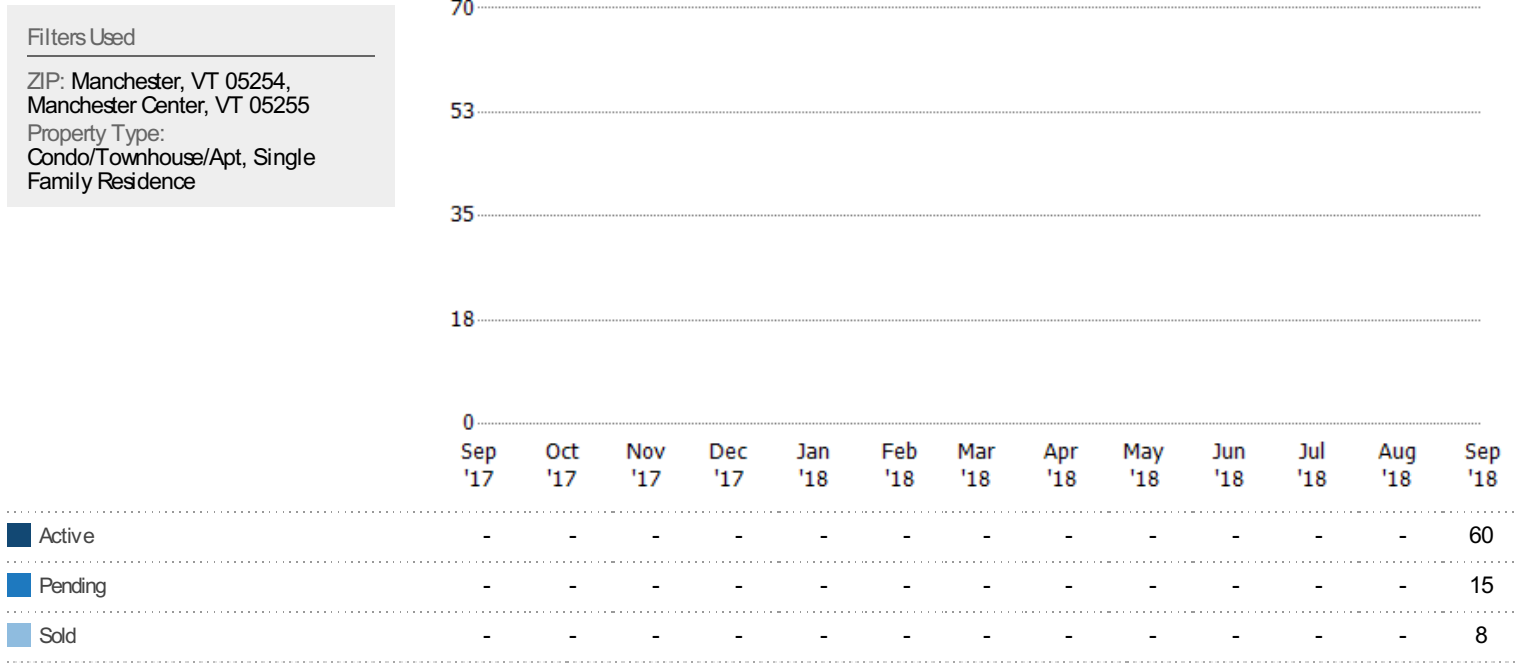 Filters Used
ZIP: Manchester, VT 05254,
Manchester Center, VT 05255
Property Type:
Condo/Townhouse/Apt, Single
Family Residence
70
53
35
18
0
Sep Oct Nov Dec Jan Feb Mar Apr May Jun Jul Aug Sep
'17 '17 '17 '17 '18 '18 '18 '18 '18 '18 '18 '18 '18
Active - - - - - - - - - - - - 60
Pending - - - - - - - - - - - - 15
Sold - - - - - - - - - - - - 8